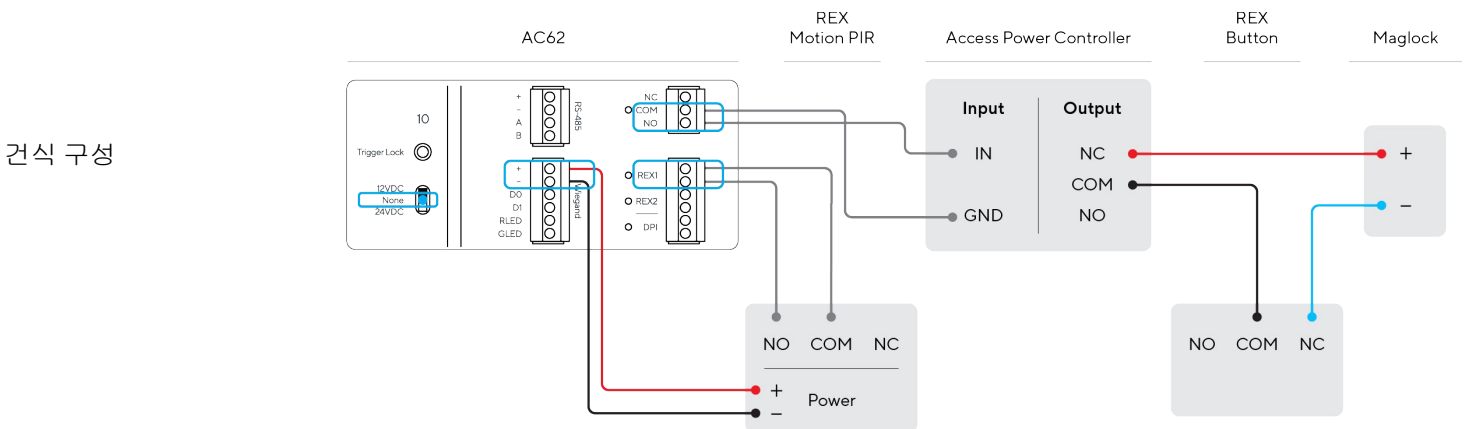 건식 구성
AC62
REX
Motion PIR
Access Power Controller
REX
Button
Maglock
10
Trigger Lock
12VDC
None
24VDC
+
-
A
B
RS-485
NC
COM
NO
+
-
D0
D1
RLED
GLED
Wiegand
REX1
REX2
DPI
Input
Output
IN
GND
NC
COM
NO
+
−
NO COM NC
+
−
Power
NO COM NC